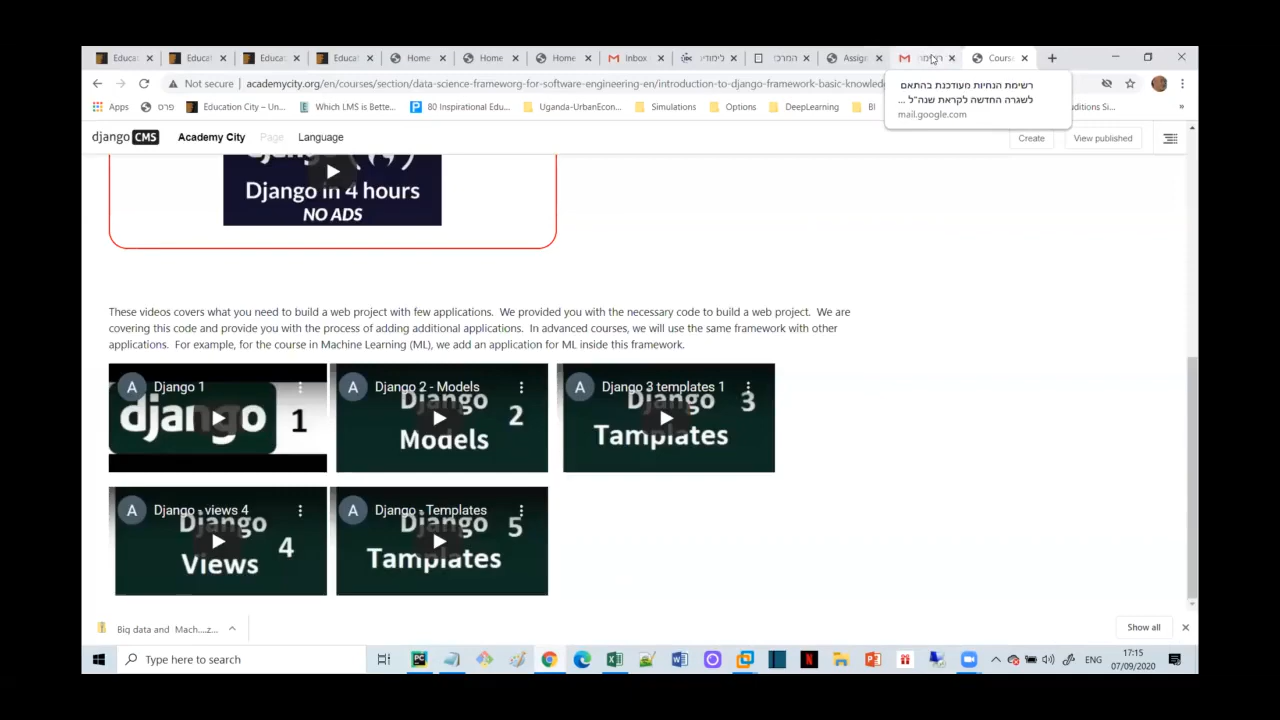 Educat
Educat
Educat
Educat
Home
Home
Home
Inbox
לימודי
המרכז
Assign
רשימת
Course
Not secure
academycity.org/en/courses/section/data-science-frameworg-for-software-engineering-en/introduction-to-django-framework-basic-knowled
רשימת הנחיות מעודכנת בהתאם
לשגרה החדשה לקראת שנה"ל ...
mail.google.com
Apps
פרס
Education City – Un...
Which LMS is Bette...
80 Inspirational Edu...
Uganda-UrbanEcon...
Simulations
Options
DeepLearning
BI
uditions Si...
»
django CMS
Academy City
Page
Language
Create
View published
Django in 4 hours
NO ADS
These videos covers what you need to build a web project with few applications. We provided you with the necessary code to build a web project. We are
covering this code and provide you with the process of adding additional applications. In advanced courses, we will use the same framework with other
applications. For example, for the course in Machine Learning (ML), we add an application for ML inside this framework.
A Django 1
django 1
A Django 2 - Models
Django 2
Models
A Django 3 templates 1
Django 3
Tamplates
A Django - views 4
Django 4
Views
A Django - Templates
Django 5
Tamplates
Big data and Mach....z...
Show all
Type here to search
ENG
17:15
07/09/2020